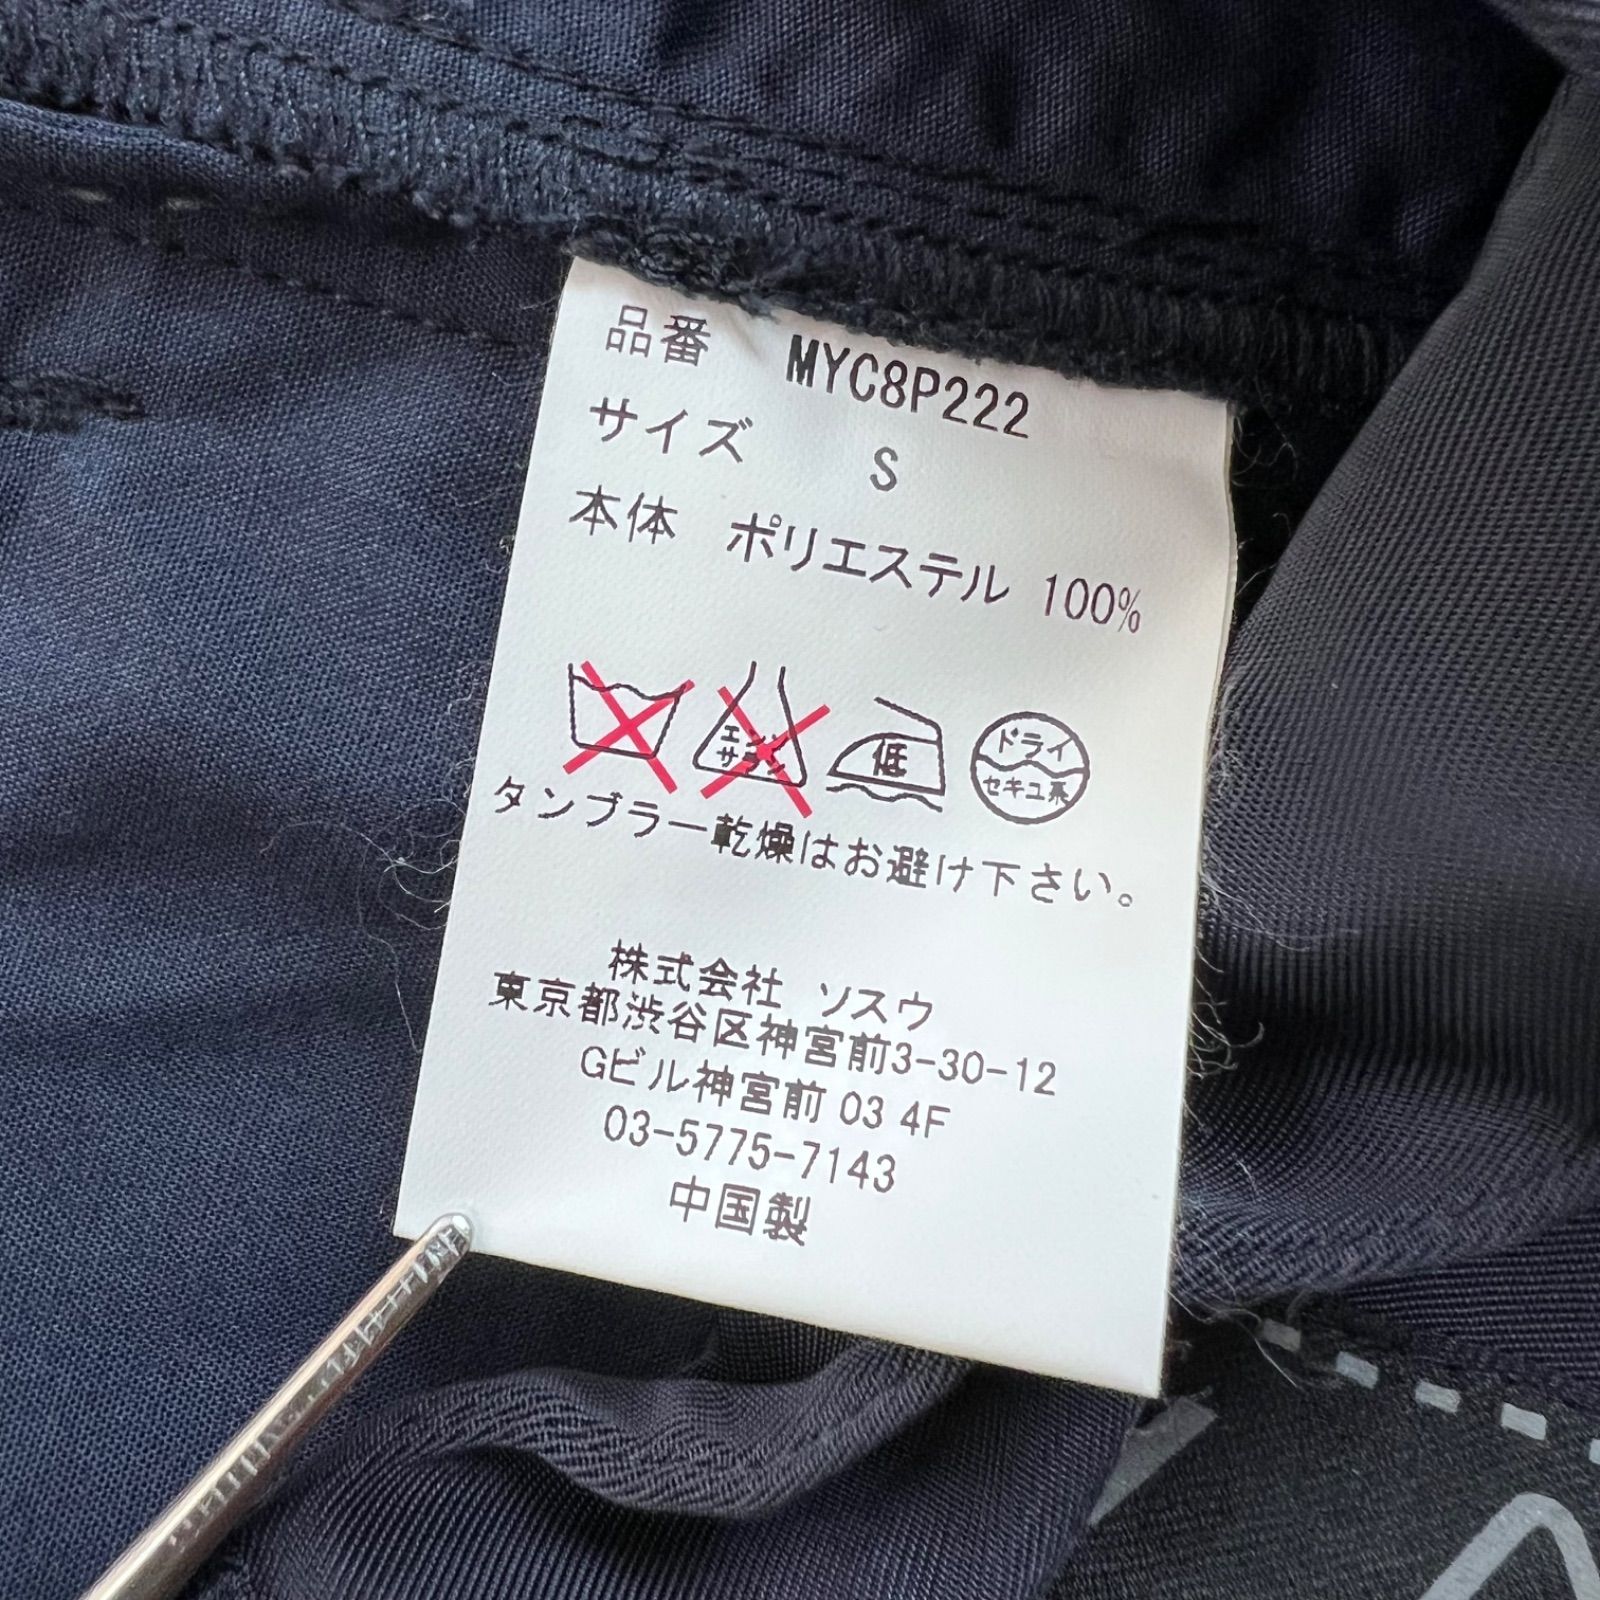 品番 MYC8P222
サイズ S
本体 ポリエステル 100%
エンソ
サラシ
低
ドライ
セキユ系
タンブラー乾燥はお避け下さい。
株式会社 ソスウ
東京都渋谷区神宮前3-30-12
Gビル神宮前 03 4F
03-5775-7143
中国製